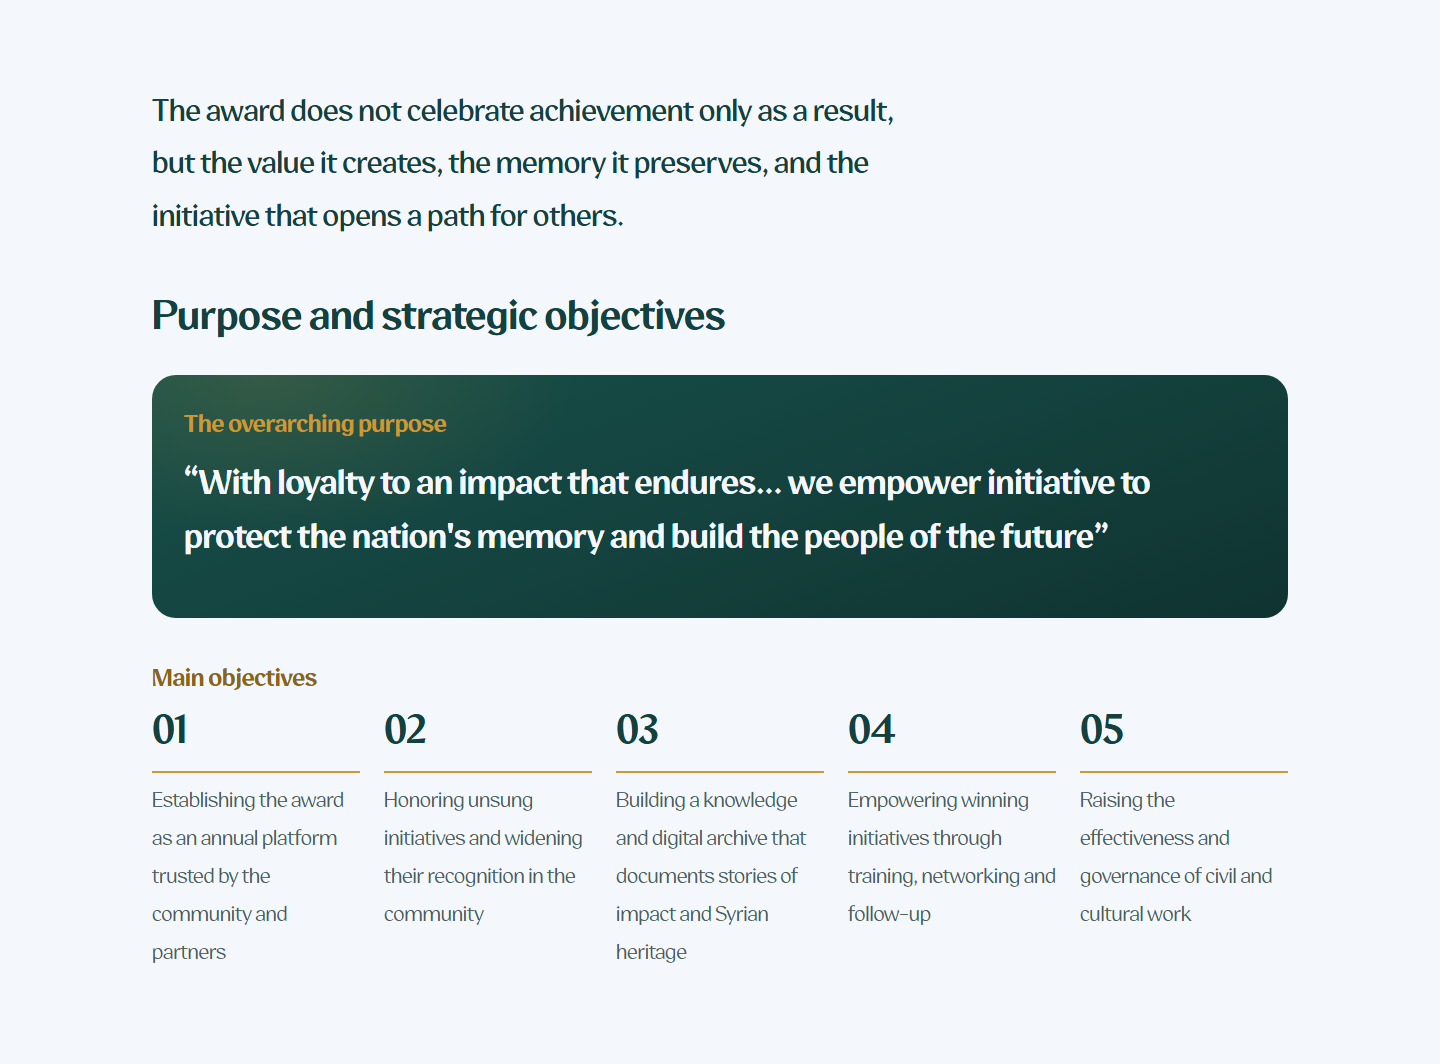 The award does not celebrate achievement only as a result,
but the value it creates, the memory it preserves, and the
initiative that opens a path for others.
Purpose and strategic objectives
The overarching purpose
“With loyalty to an impact that endures... we empower initiative to
protect the nation's memory and build the people of the future”
Main objectives
01
Establishing the award
as an annual platform
trusted by the
community and
partners
02
Honoring unsung
initiatives and widening
their recognition in the
community
03
Building a knowledge
and digital archive that
documents stories of
impact and Syrian
heritage
04
Empowering winning
initiatives through
training, networking and
follow-up
05
Raising the
effectiveness and
governance of civil and
cultural work